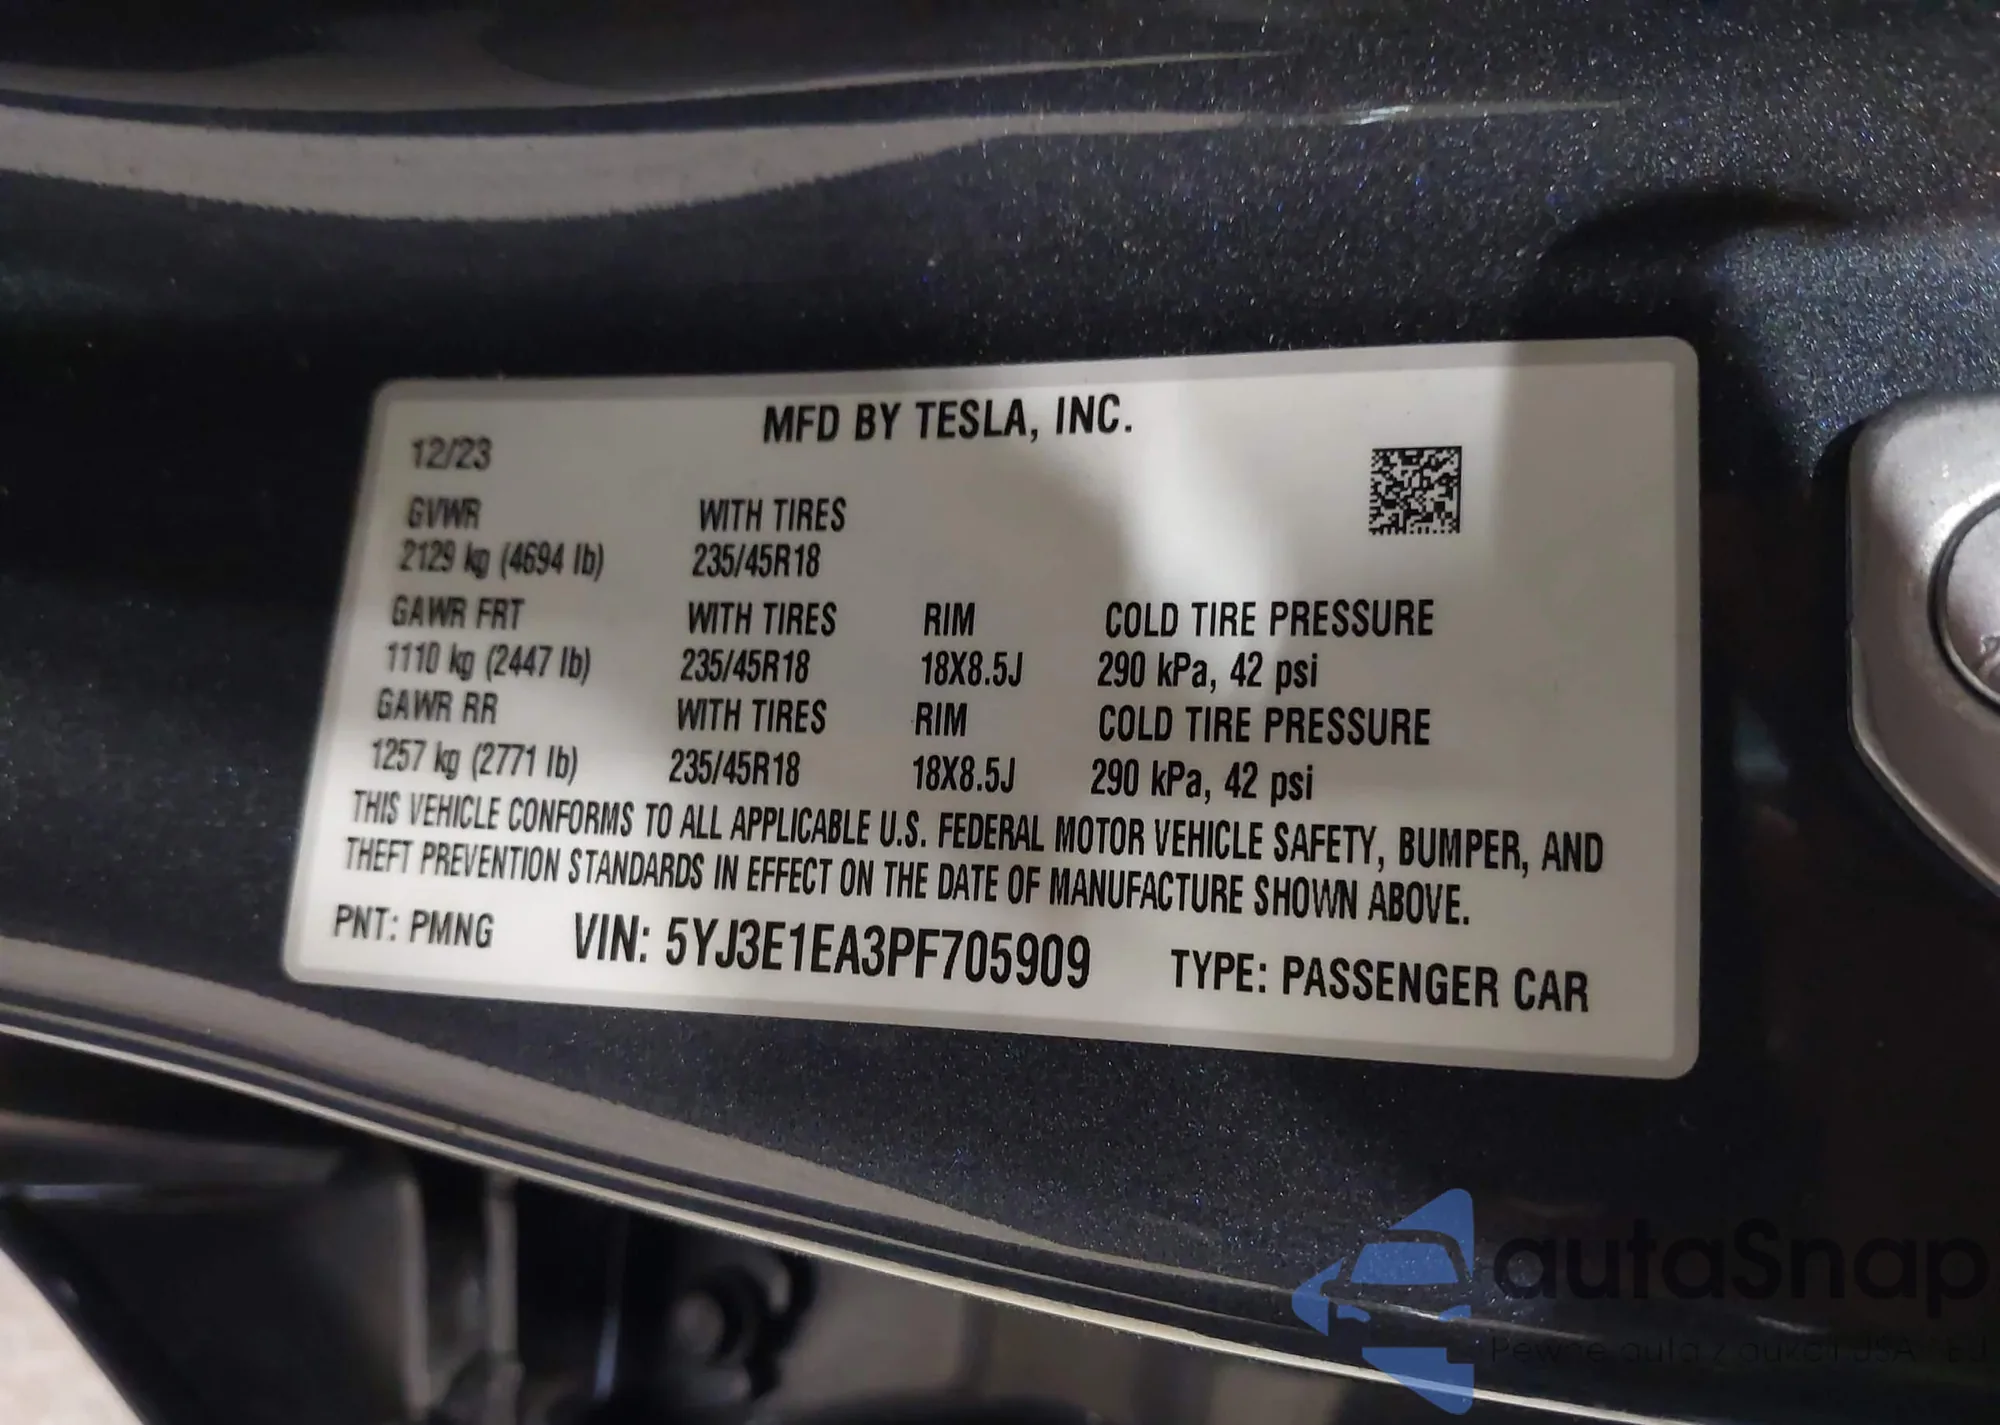 MFD BY TESLA, INC.
12/23
GVWR WITH TIRES
2129 kg (4694 lb) 235/45R18
GAWR FRT WITH TIRES RIM COLD TIRE PRESSURE
1110 kg (2447 lb) 235/45R18 18X8.5J 290 kPa, 42 psi
GAWR RR WITH TIRES RIM COLD TIRE PRESSURE
1257 kg (2771 lb) 235/45R18 18X8.5J 290 kPa, 42 psi
THIS VEHICLE CONFORMS TO ALL APPLICABLE U.S. FEDERAL MOTOR VEHICLE SAFETY, BUMPER, AND
THEFT PREVENTION STANDARDS IN EFFECT ON THE DATE OF MANUFACTURE SHOWN ABOVE.
PNT: PMNG VIN: 5YJ3E1EA3PF705909 TYPE: PASSENGER CAR
autaSnap
Pewne auta z